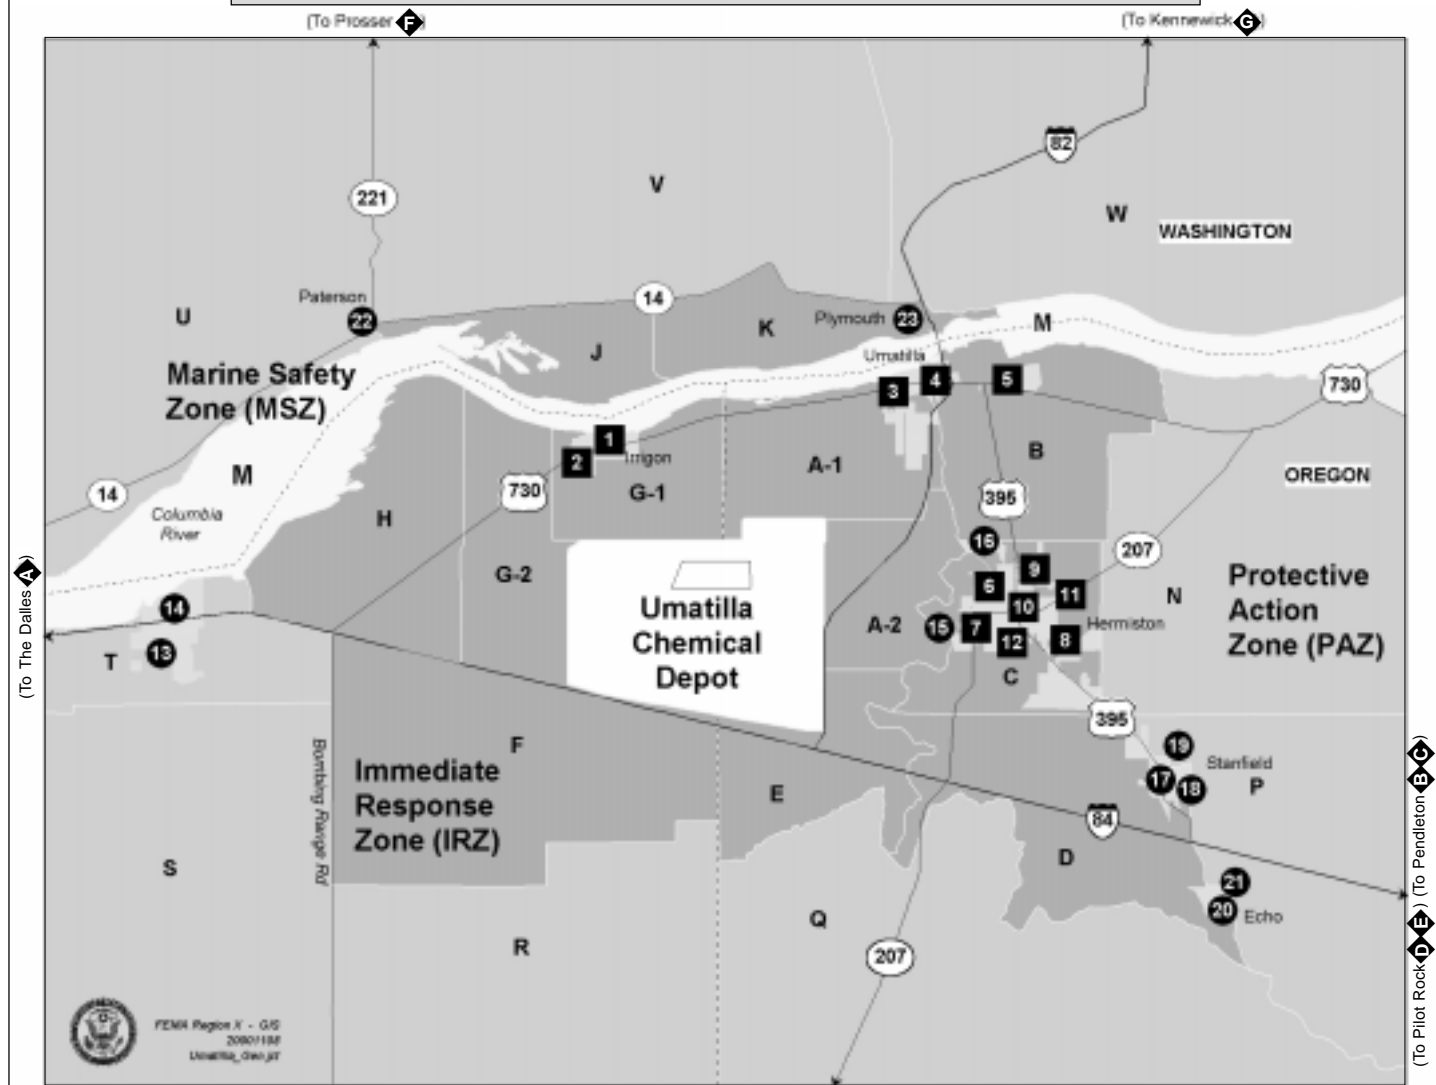 (To Prosser F)
(To Kennewick G)
82
221
V
W
WASHINGTON
Paterson
22
14
U
K
Plymouth
23
M
J
Umatilla
Marine Safety
Zone (MSZ)
3
4
5
730
1
2
Irrigon
A-1
B
M
14
730
G-1
395
OREGON
Columbia
River
H
16
207
9
G-2
6
11
10
Protective
Action
Zone (PAZ)
N
(To The Dalles A)
14
Umatilla
Chemical
Depot
A-2
15
7
12
8
Hermiston
T
13
C
395
F
19
Stanfield
Bombing Range Rd
Immediate
Response
Zone (IRZ)
E
17
18
P
84
S
D
21
20
Echo
Q
R
207
(To Pendleton B C)
(To Pilot Rock D E)
FEMA Region X - GIS